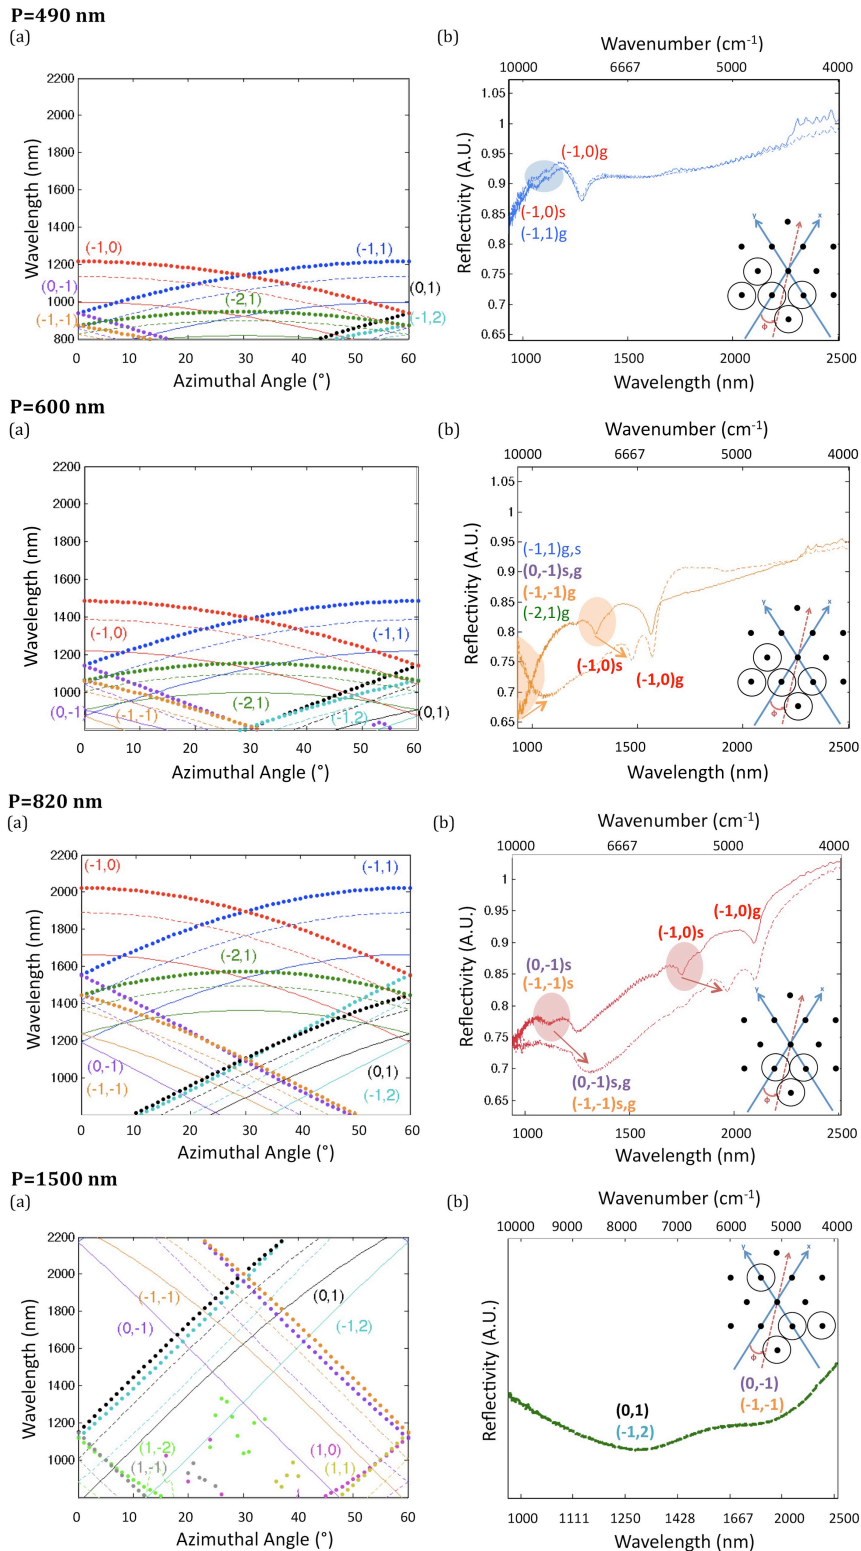 P=490 nm
(a)
(b)
Wavenumber (cm-1)
10000 6667 5000 4000
2200
2000
1800
1600
1400
1200
1000
800
Wavelength (nm)
(-1,0)
(-1,1)
(0,-1)
(-2,1)
(0,1)
(-1,-1)
(-1,2)
0 10 20 30 40 50 60
Azimuthal Angle (°)
1.05
1
0.95
0.90
0.85
0.80
0.75
0.70
0.65
Reflectivity (A.U.)
(-1,0)g
(-1,0)s
(-1,1)g
Y
X
Φ
1000 1500 2000 2500
Wavelength (nm)
P=600 nm
(a)
(b)
Wavenumber (cm-1)
10000 6667 5000 4000
2200
2000
1800
1600
1400
1200
1000
Wavelength (nm)
(-1,0)
(-1,1)
(-2,1)
(0,-1)
(-1,-1)
(-1,2)
(0,1)
0 10 20 30 40 50 60
Azimuthal Angle (°)
1.05
1
0.95
0.9
0.85
0.8
0.75
0.7
0.65
Reflectivity (A.U.)
(-1,1)g,s
(0,-1)s,g
(-1,-1)g
(-2,1)g
(-1,0)s
(-1,0)g
Y
X
Φ
1000 1500 2000 2500
Wavelength (nm)
P=820 nm
(a)
(b)
Wavenumber (cm-1)
10000 6667 5000 4000
2200
2000
1800
1600
1400
1200
1000
Wavelength (nm)
(-1,0)
(-1,1)
(-2,1)
(0,-1)
(-1,-1)
(0,1)
(-1,2)
0 10 20 30 40 50 60
Azimuthal Angle (°)
1
0.9
0.85
0.8
0.75
0.7
0.65
Reflectivity (A.U.)
(-1,0)g
(-1,0)s
(0,-1)s
(-1,-1)s
(0,-1)s,g
(-1,-1)s,g
Y
X
Φ
1000 1500 2000 2500
Wavelength (nm)
P=1500 nm
(a)
(b)
Wavenumber (cm-1)
10000 9000 8000 7000 6000 5000 4000
2200
2000
1800
1600
1400
1200
1000
Wavelength (nm)
(-1,-1)
(0,1)
(0,-1)
(-1,2)
(1,-2)
(1,0)
(1,-1)
(1,1)
0 10 20 30 40 50 60
Azimuthal Angle (°)
Reflectivity (A.U.)
Y
X
Φ
(0,-1)
(-1,-1)
(0,1)
(-1,2)
1000 1111 1250 1428 1667 2000 2500
Wavelength (nm)